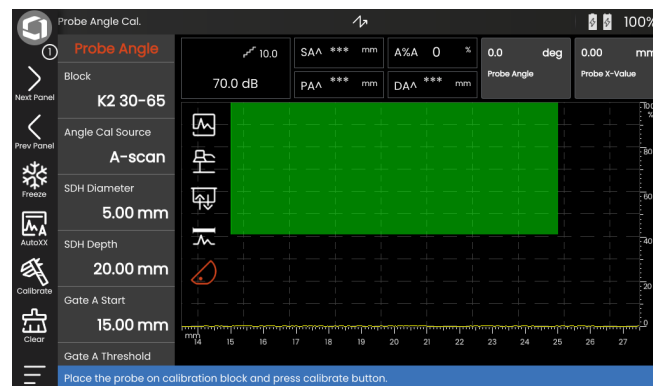 Probe Angle Cal.
100%
1
Next Panel
Prev Panel
Freeze
AutoXX
Calibrate
Clear
Probe Angle
Block
K2 30-65
Angle Cal Source
A-scan
SDH Diameter
5.00 mm
SDH Depth
20.00 mm
Gate A Start
15.00 mm
Gate A Threshold
10.0
70.0 dB
SA^ *** mm
PA^ *** mm
A%A 0 %
DA^ *** mm
0.0 deg
Probe Angle
0.00 mm
Probe X-Value
100
%
80
60
40
20
0
mm
14 15 16 17 18 19 20 21 22 23 24 25 26 27
Place the probe on calibration block and press calibrate button.